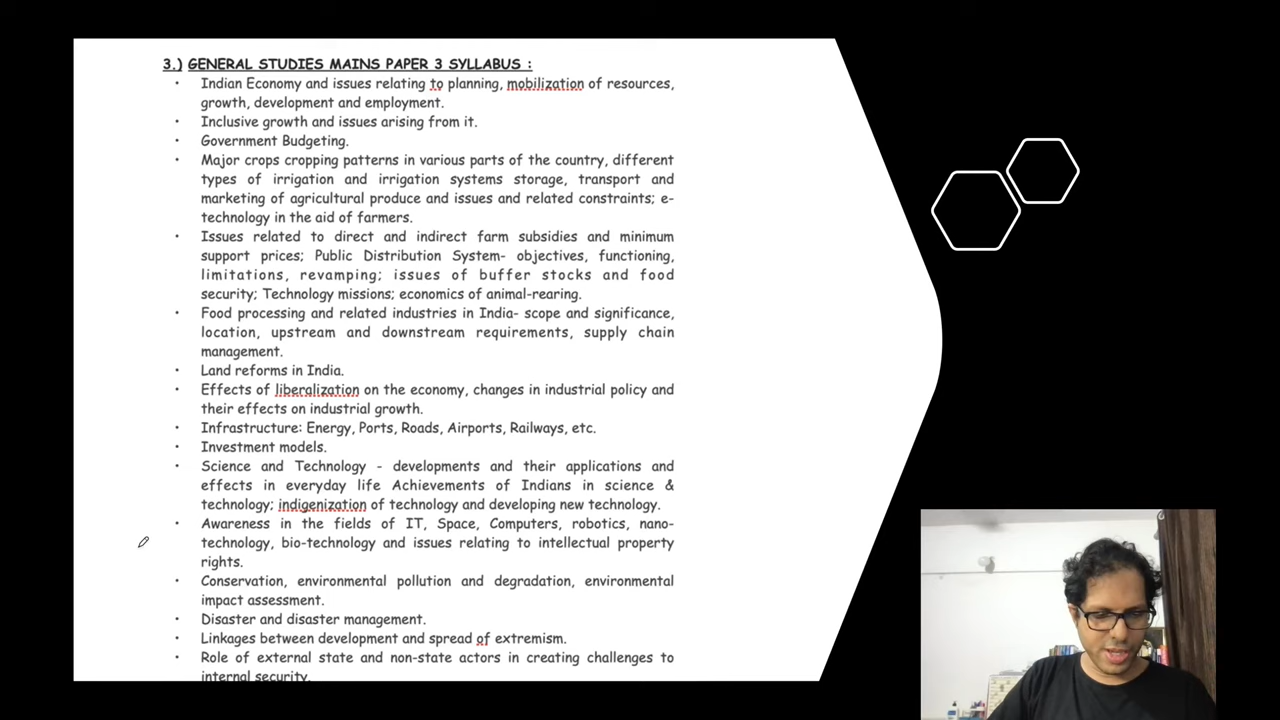 3.) GENERAL STUDIES MAINS PAPER 3 SYLLABUS :
• Indian Economy and issues relating to planning, mobilization of resources,
growth, development and employment.
• Inclusive growth and issues arising from it.
• Government Budgeting.
• Major crops cropping patterns in various parts of the country, different
types of irrigation and irrigation systems storage, transport and
marketing of agricultural produce and issues and related constraints; e-
technology in the aid of farmers.
• Issues related to direct and indirect farm subsidies and minimum
support prices; Public Distribution System- objectives, functioning,
limitations, revamping; issues of buffer stocks and food
security; Technology missions; economics of animal-rearing.
• Food processing and related industries in India- scope and significance,
location, upstream and downstream requirements, supply chain
management.
• Land reforms in India.
• Effects of liberalization on the economy, changes in industrial policy and
their effects on industrial growth.
• Infrastructure: Energy, Ports, Roads, Airports, Railways, etc.
• Investment models.
• Science and Technology - developments and their applications and
effects in everyday life Achievements of Indians in science &
technology; indigenization of technology and developing new technology.
• Awareness in the fields of IT, Space, Computers, robotics, nano-
technology, bio-technology and issues relating to intellectual property
rights.
• Conservation, environmental pollution and degradation, environmental
impact assessment.
• Disaster and disaster management.
• Linkages between development and spread of extremism.
• Role of external state and non-state actors in creating challenges to
internal security.